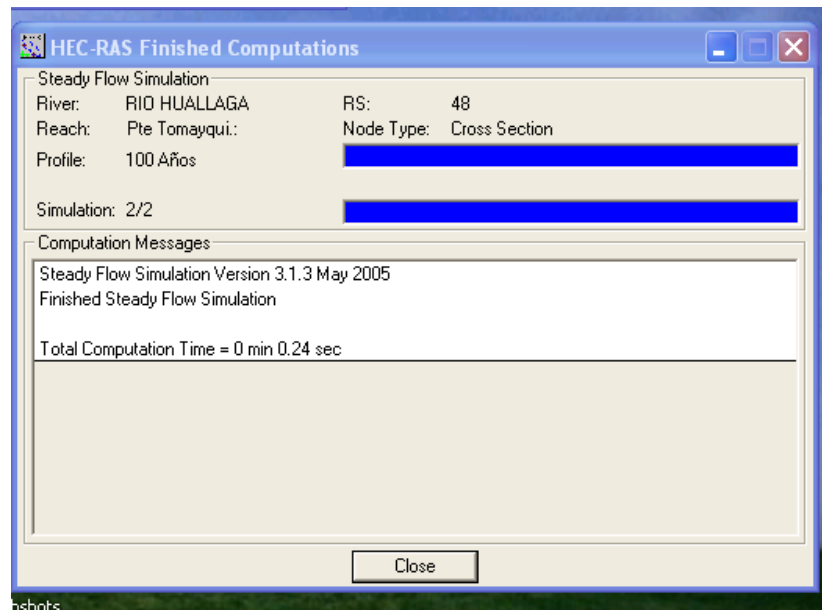 HEC-RAS Finished Computations
Steady Flow Simulation
River: RIO HUALLAGA RS: 48
Reach: Pte Tomayqui.: Node Type: Cross Section
Profile: 100 Años
Simulation: 2/2
Computation Messages
Steady Flow Simulation Version 3.1.3 May 2005
Finished Steady Flow Simulation
Total Computation Time = 0 min 0.24 sec
Close